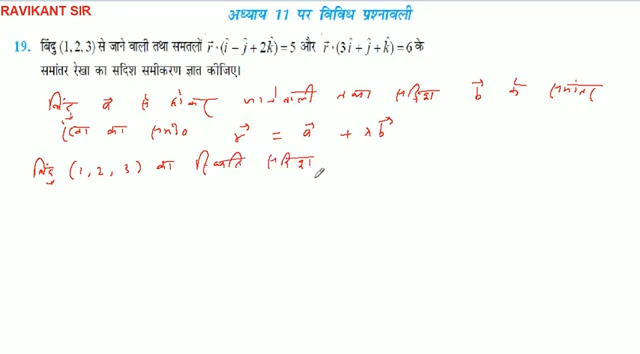 RAVIKANT SIR
अध्याय 11 पर विविध प्रश्नावली
19. बिंदु (1, 2, 3) से जाने वाली तथा समतलों r⃗ · (î − ĵ + 2k̂) = 5 और r⃗ · (3î + ĵ + k̂) = 6 के
समांतर रेखा का सदिश समीकरण ज्ञात कीजिए।
बिंदु a⃗ से होकर जानेवाली तथा सदिश b⃗ के समांतर
रेखा का समी० r⃗ = a⃗ + λb⃗
बिंदु (1, 2, 3) का स्थिति सदिश